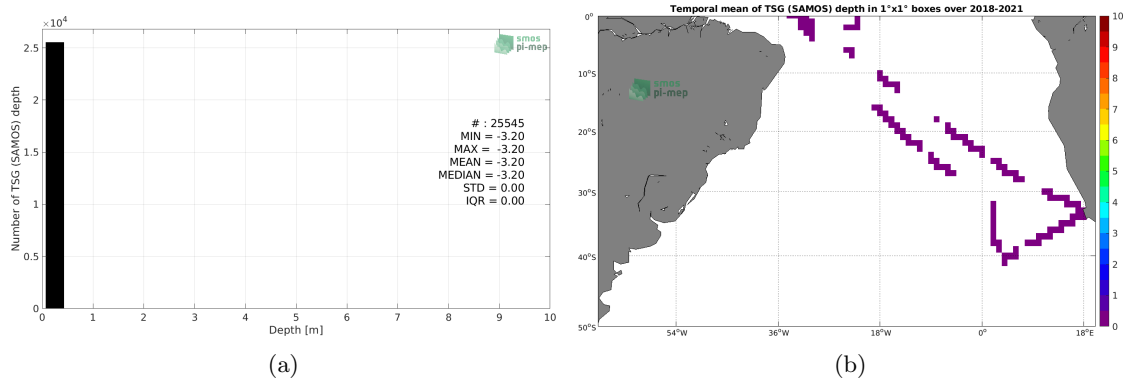 ×10⁴
2.5
2
1.5
1
0.5
0
Number of TSG (SAMOS) depth
smos
pi-mep
# : 25545
MIN = -3.20
MAX = -3.20
MEAN = -3.20
MEDIAN = -3.20
STD = 0.00
IQR = 0.00
0 1 2 3 4 5 6 7 8 9 10
Depth [m]
(a)
Temporal mean of TSG (SAMOS) depth in 1°x1° boxes over 2018-2021
0°
10°S
20°S
30°S
40°S
50°S
smos
pi-mep
54°W 36°W 18°W 0° 18°E
10
9
8
7
6
5
4
3
2
1
0
(b)